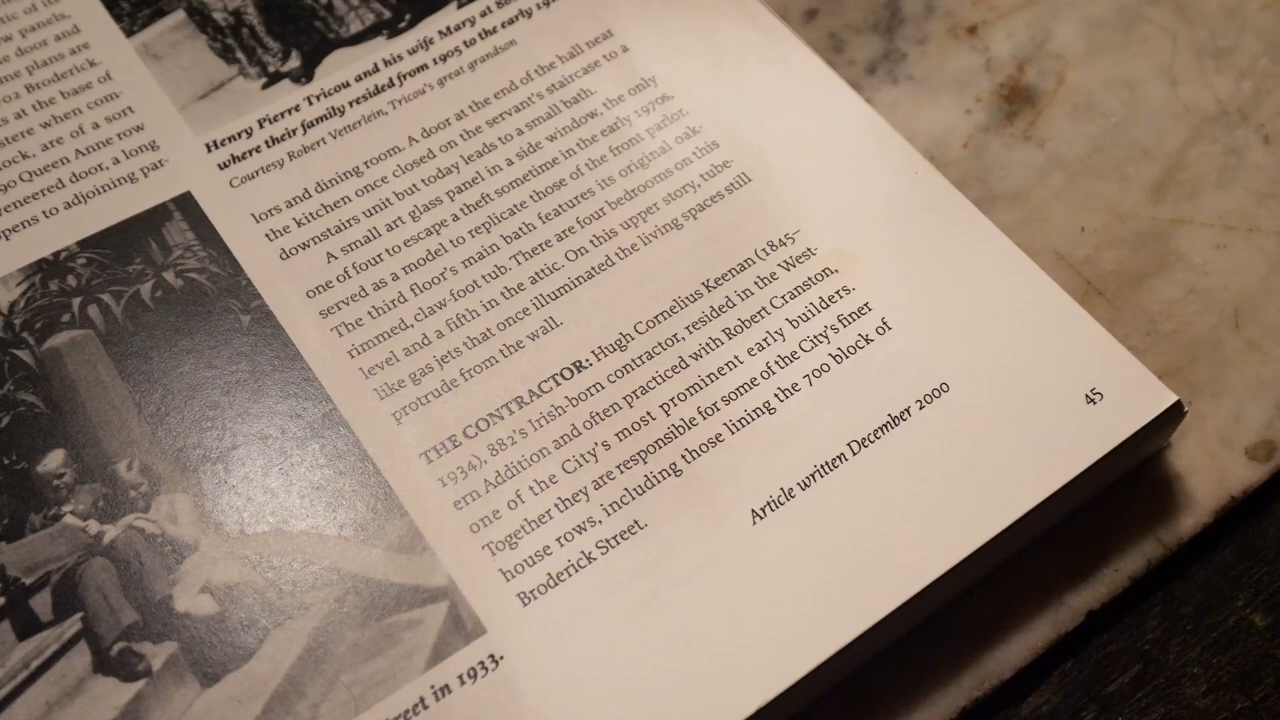 tic of its
w panels,
e door and
me plans are
02 Broderick.
s at the base of
stere when com-
lock, are of a sort
90 Queen Anne row
veneered door, a long
pens to adjoining par-
Henry Pierre Tricou and his wife Mary at 88
where their family resided from 1905 to the early
Courtesy Robert Vetterlein, Tricou's great grandson
lors and dining room. A door at the end of the hall near
the kitchen once closed on the servant's staircase to a
downstairs unit but today leads to a small bath.
A small art glass panel in a side window, the only
one of four to escape a theft sometime in the early 1970s,
served as a model to replicate those of the front parlor.
The third floor's main bath features its original oak-
rimmed, claw-foot tub. There are four bedrooms on this
level and a fifth in the attic. On this upper story, tube-
like gas jets that once illuminated the living spaces still
protrude from the wall.
THE CONTRACTOR: Hugh Cornelius Keenan (1845–
1934), 882's Irish-born contractor, resided in the West-
ern Addition and often practiced with Robert Cranston,
one of the City's most prominent early builders.
Together they are responsible for some of the City's finer
house rows, including those lining the 700 block of
Broderick Street.
Article written December 2000
45
reet in 1933.